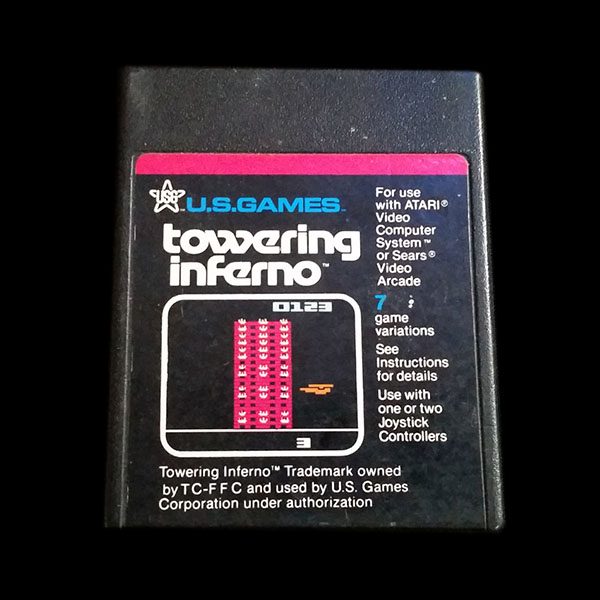 USG
U.S.GAMES™
towering
inferno™
0123
3
For use
with ATARI®
Video
Computer
System™
or Sears®
Video
Arcade
7
game
variations
See
Instructions
for details
Use with
one or two
Joystick
Controllers
Towering Inferno™ Trademark owned
by TC-FFC and used by U.S. Games
Corporation under authorization